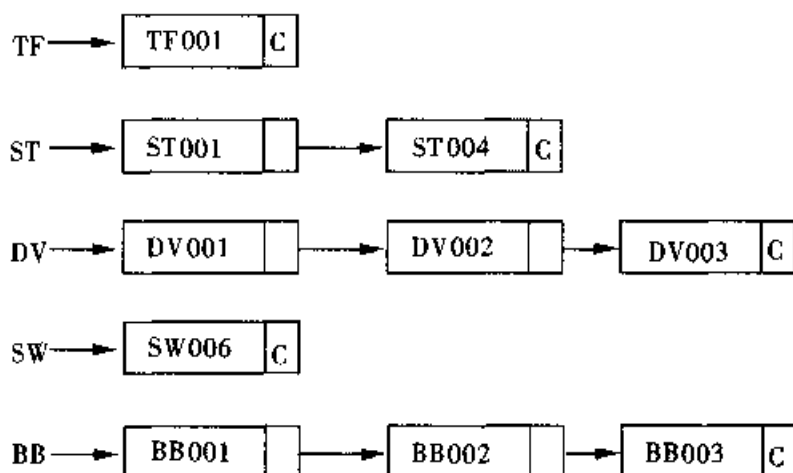 TF TF001 C
ST ST001 ST004 C
DV DV001 DV002 DV003 C
SW SW006 C
BB BB001 BB002 BB003 C